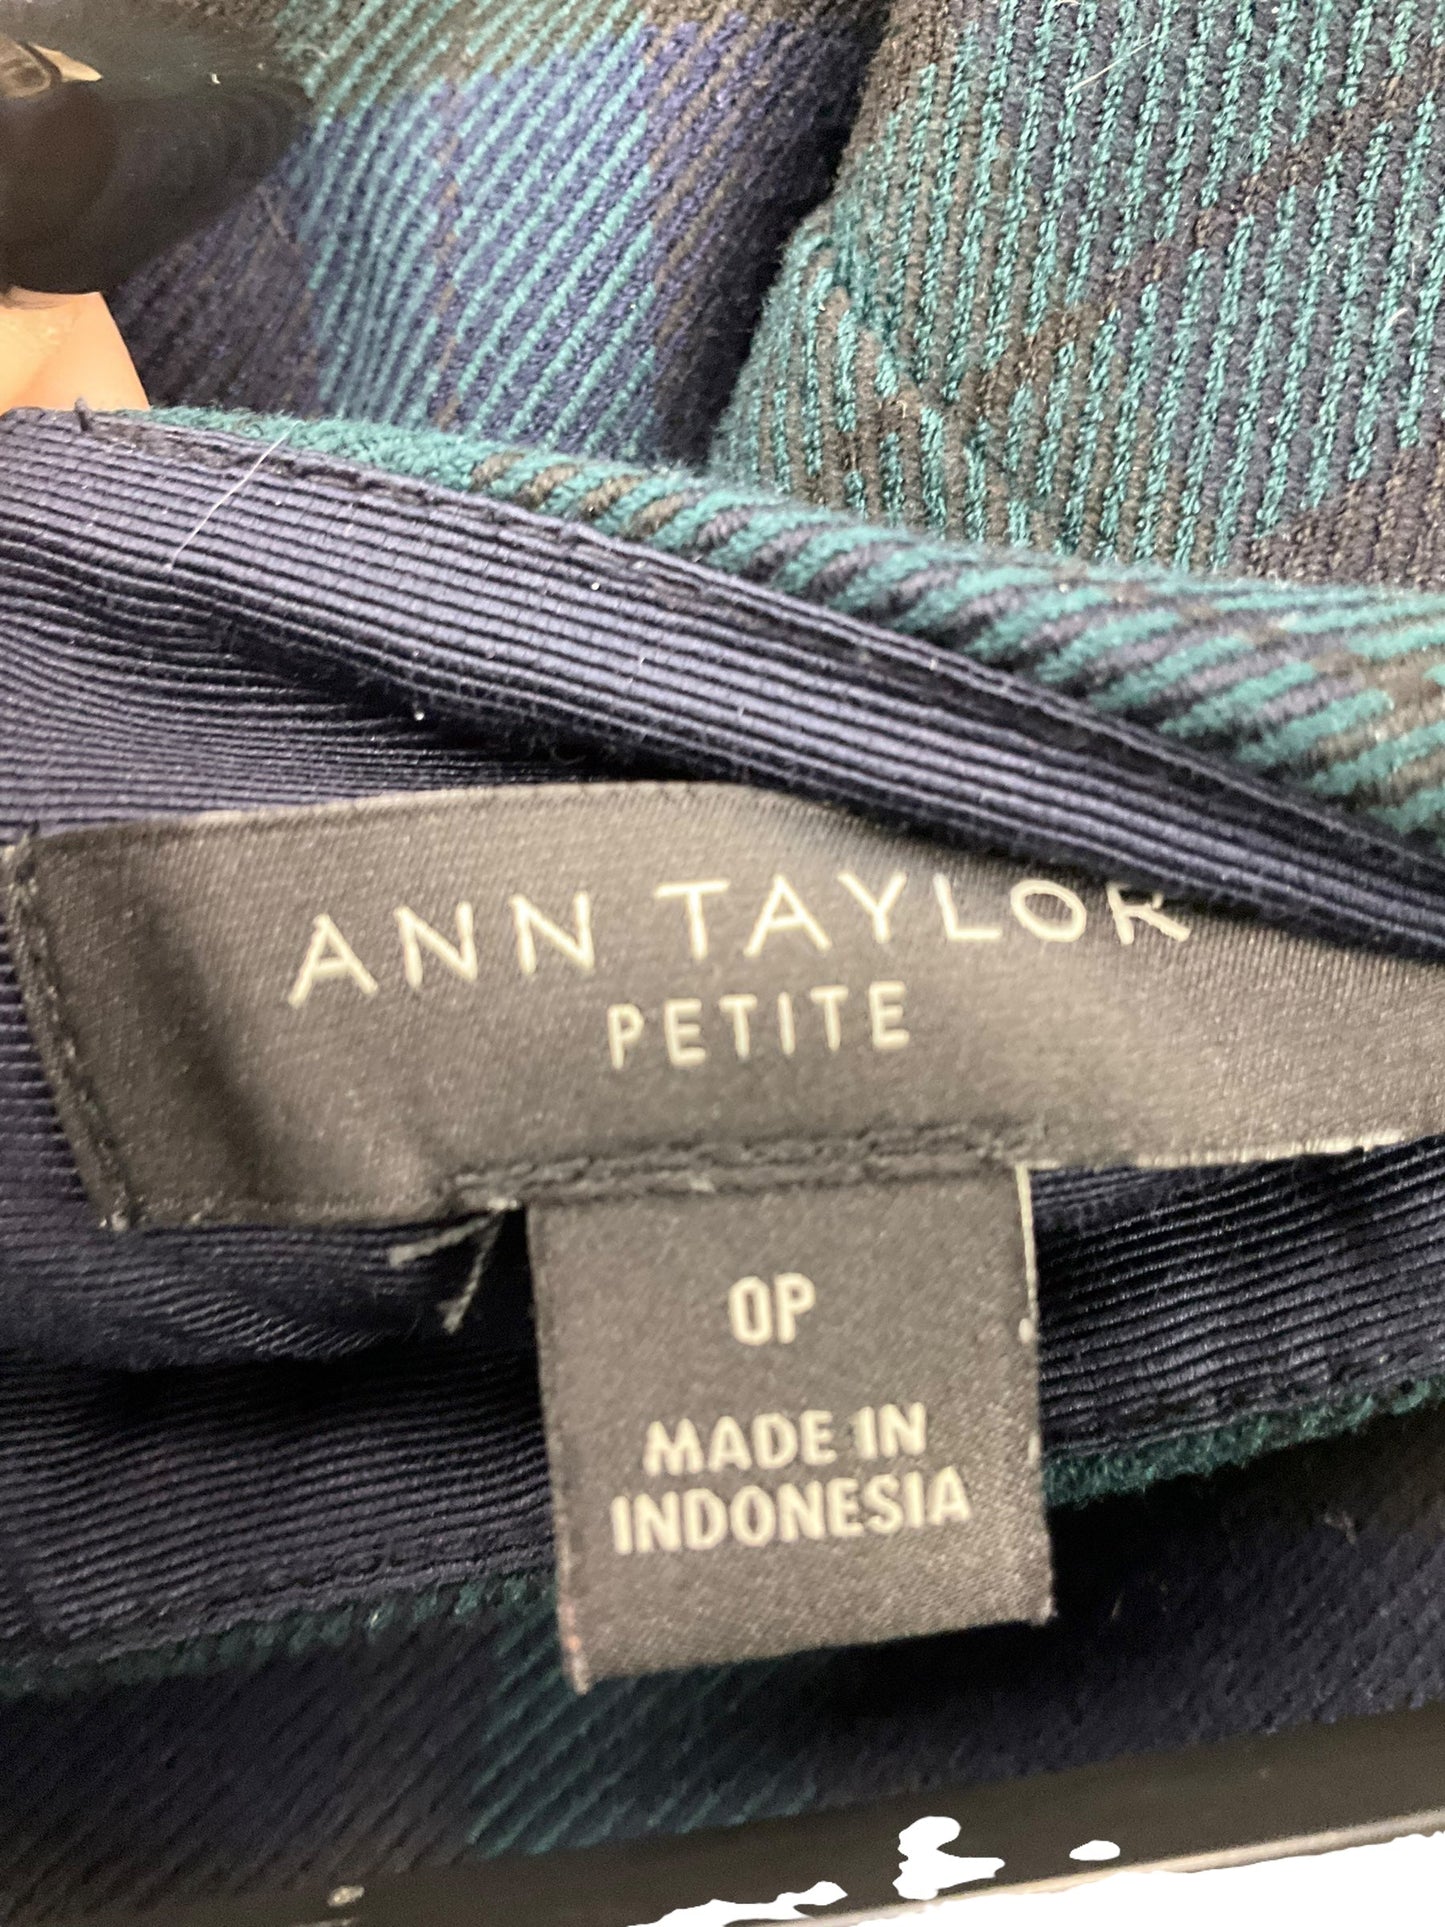 ANN TAYLOR
PETITE
0P
MADE IN
INDONESIA